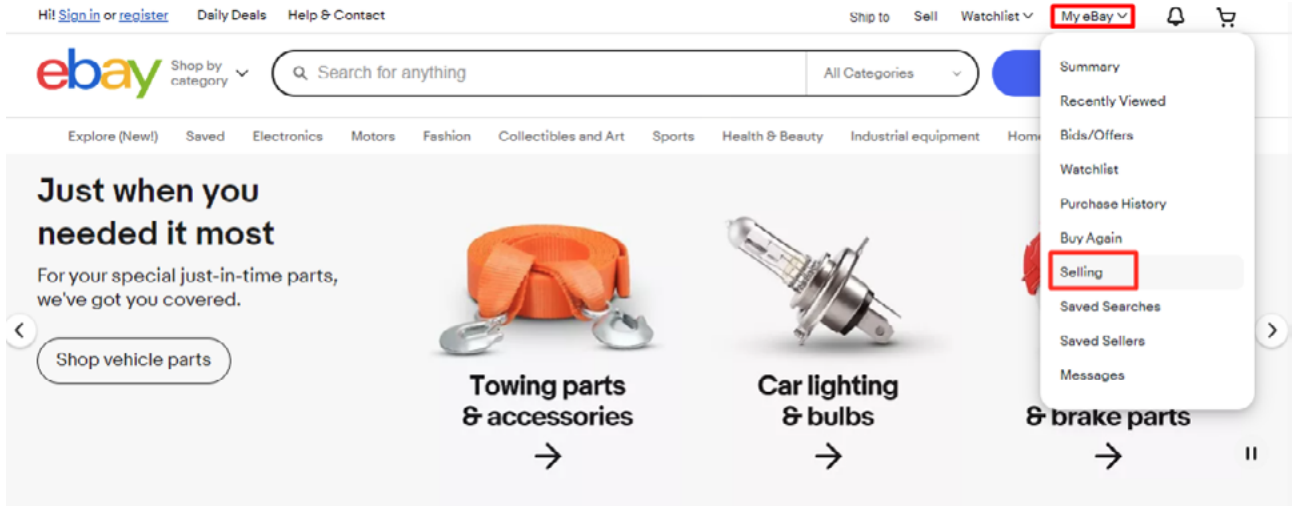 Hi! Sign in or register Daily Deals Help & Contact Ship to Sell Watchlist My eBay
ebay Shop by category Search for anything All Categories
Explore (New!) Saved Electronics Motors Fashion Collectibles and Art Sports Health & Beauty Industrial equipment Hom
Summary
Recently Viewed
Bids/Offers
Watchlist
Purchase History
Buy Again
Selling
Saved Searches
Saved Sellers
Messages
Just when you
needed it most
For your special just-in-time parts,
we've got you covered.
Shop vehicle parts
Towing parts
& accessories
Car lighting
& bulbs
& brake parts